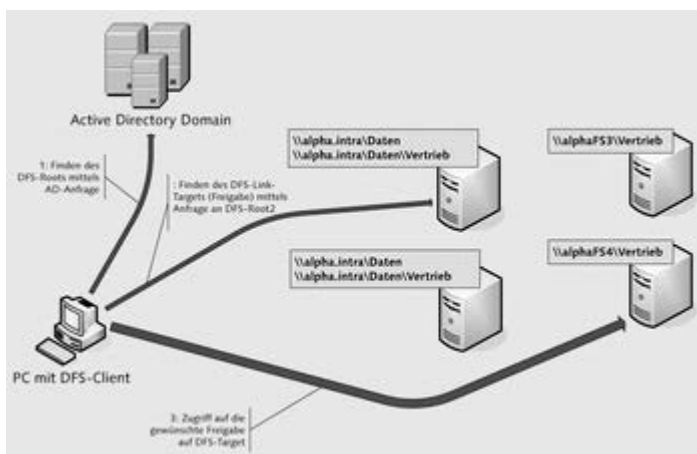 Active Directory Domain
1: Finden des
DFS-Roots mittels
AD-Anfrage
: Finden des DFS-Link-
Targets (Freigabe) mittels
Anfrage an DFS-Root2
\\alpha.intra\Daten
\\alpha.intra\Daten\Vertrieb
\\alphaFS3\Vertrieb
\\alpha.intra\Daten
\\alpha.intra\Daten\Vertrieb
\\alphaFS4\Vertrieb
PC mit DFS-Client
3: Zugriff auf die
gewünschte Freigabe
auf DFS-Target